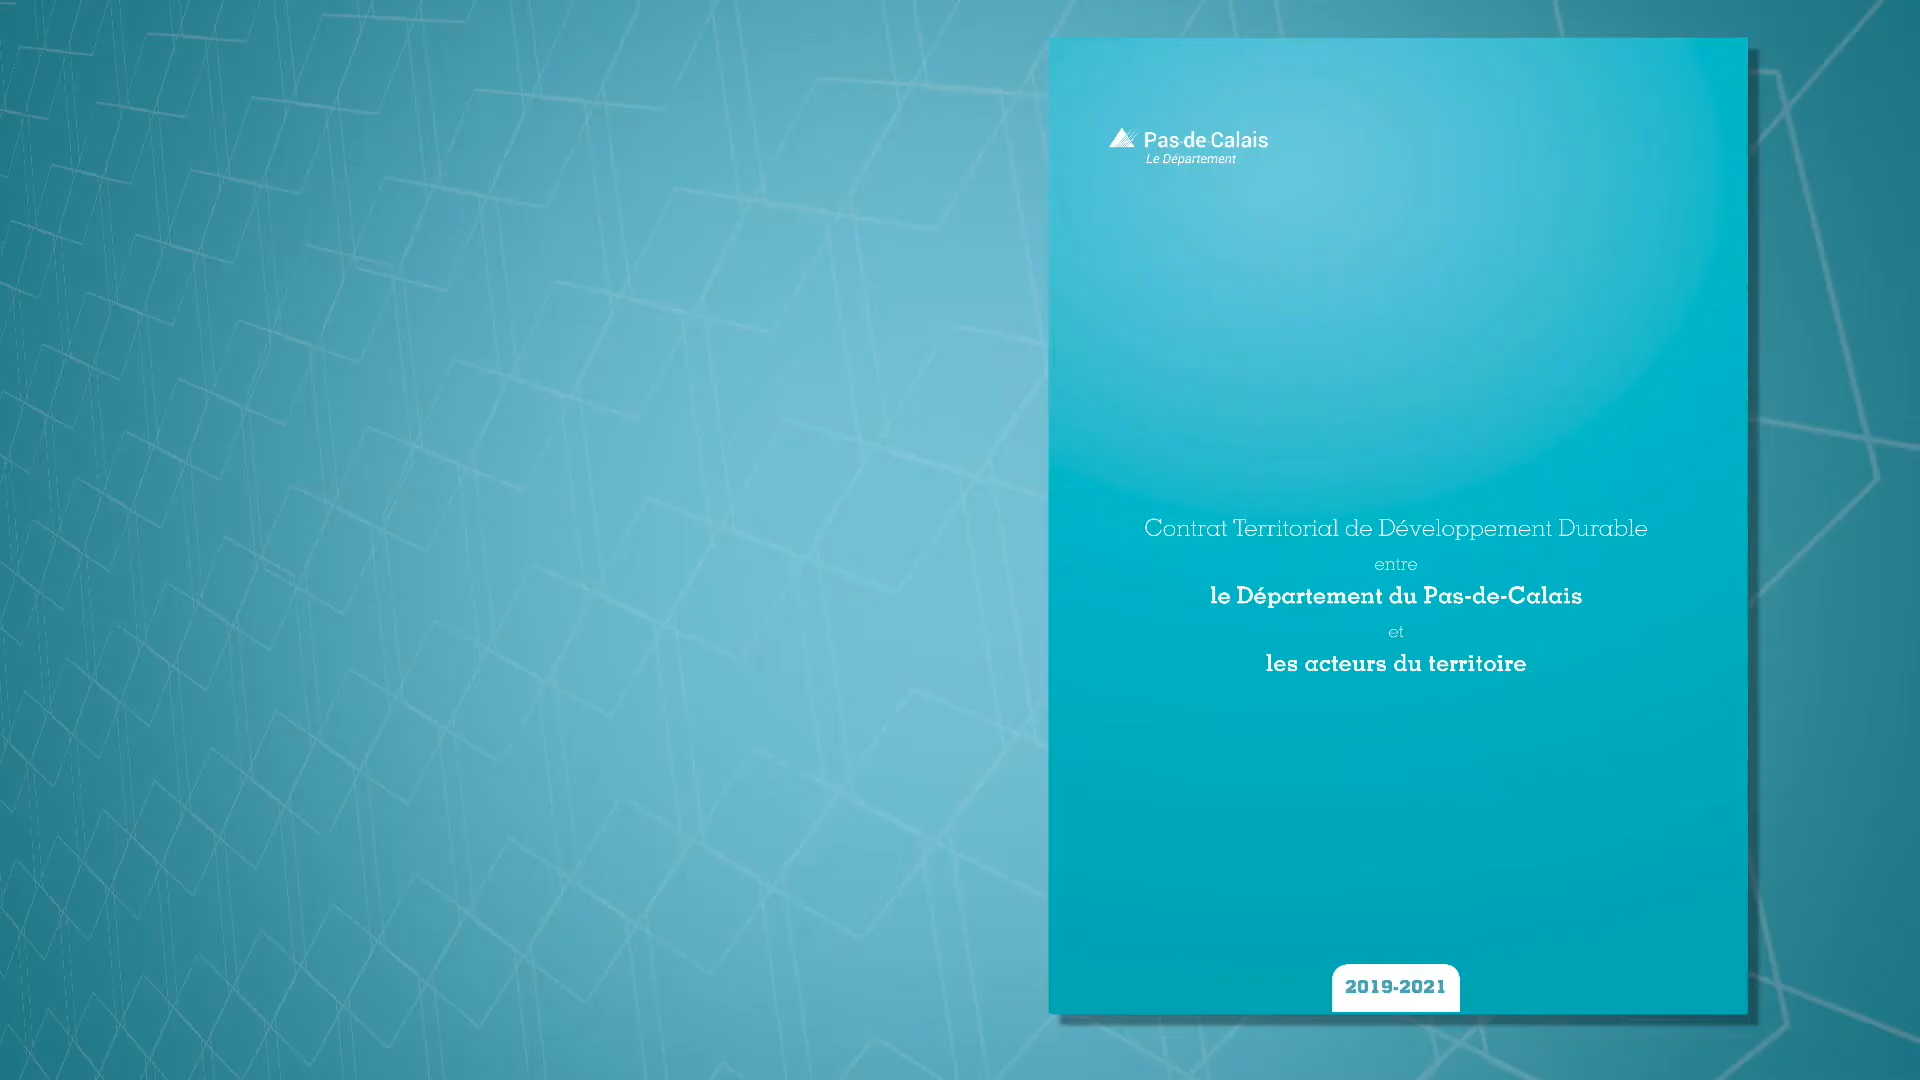 Pas-de-Calais
Le Département
Contrat Territorial de Développement Durable
entre
le Département du Pas-de-Calais
et
les acteurs du territoire
2019-2021